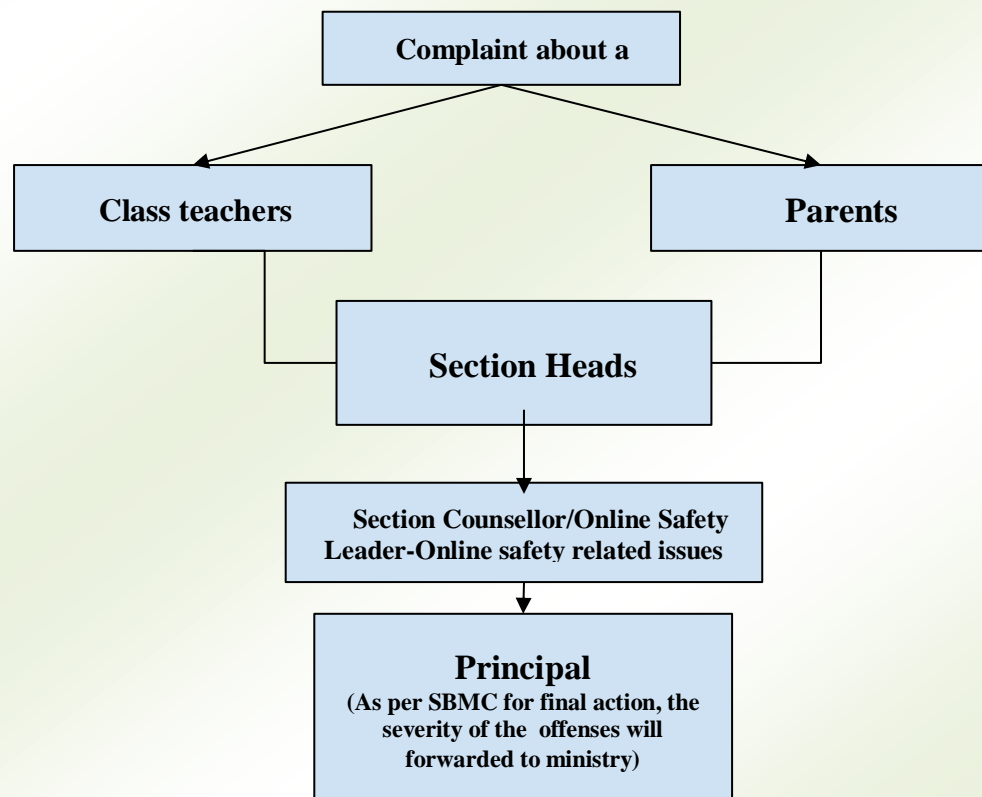 Complaint about a
Class teachers
Parents
Section Heads
Section Counsellor/Online Safety
Leader-Online safety related issues
Principal
(As per SBMC for final action, the
severity of the offenses will
forwarded to ministry)